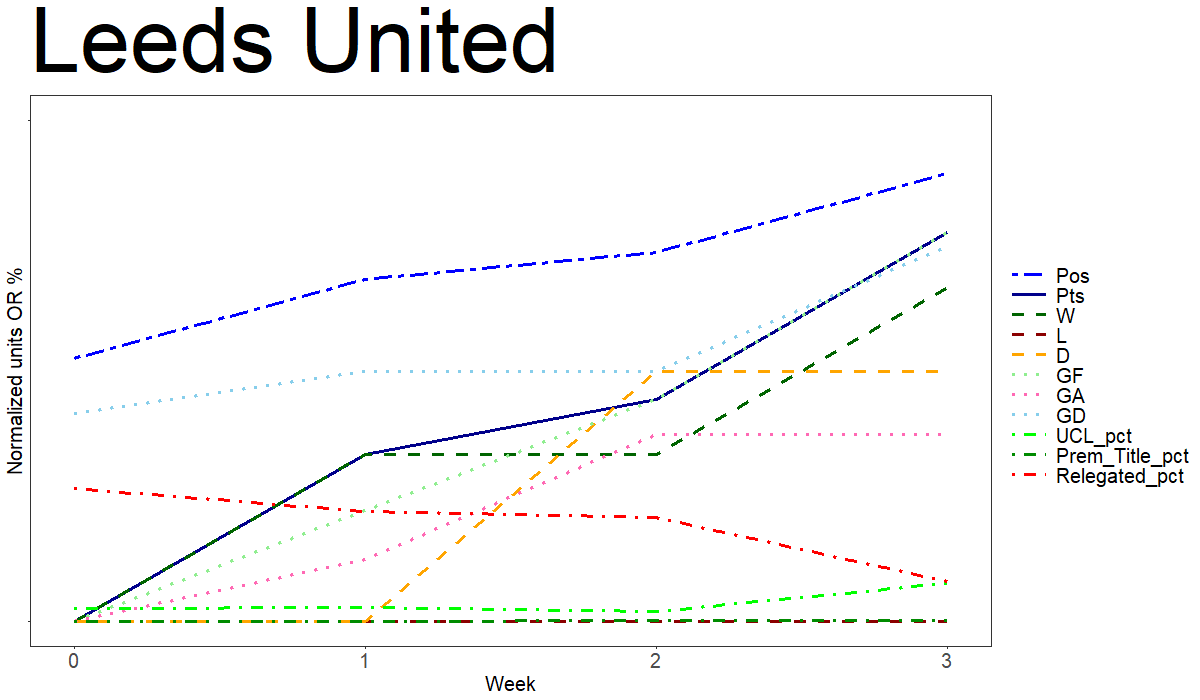 Leeds United
Normalized units OR %
0 1 2 3
Week
Pos
Pts
W
L
D
GF
GA
GD
UCL_pct
Prem_Title_pct
Relegated_pct